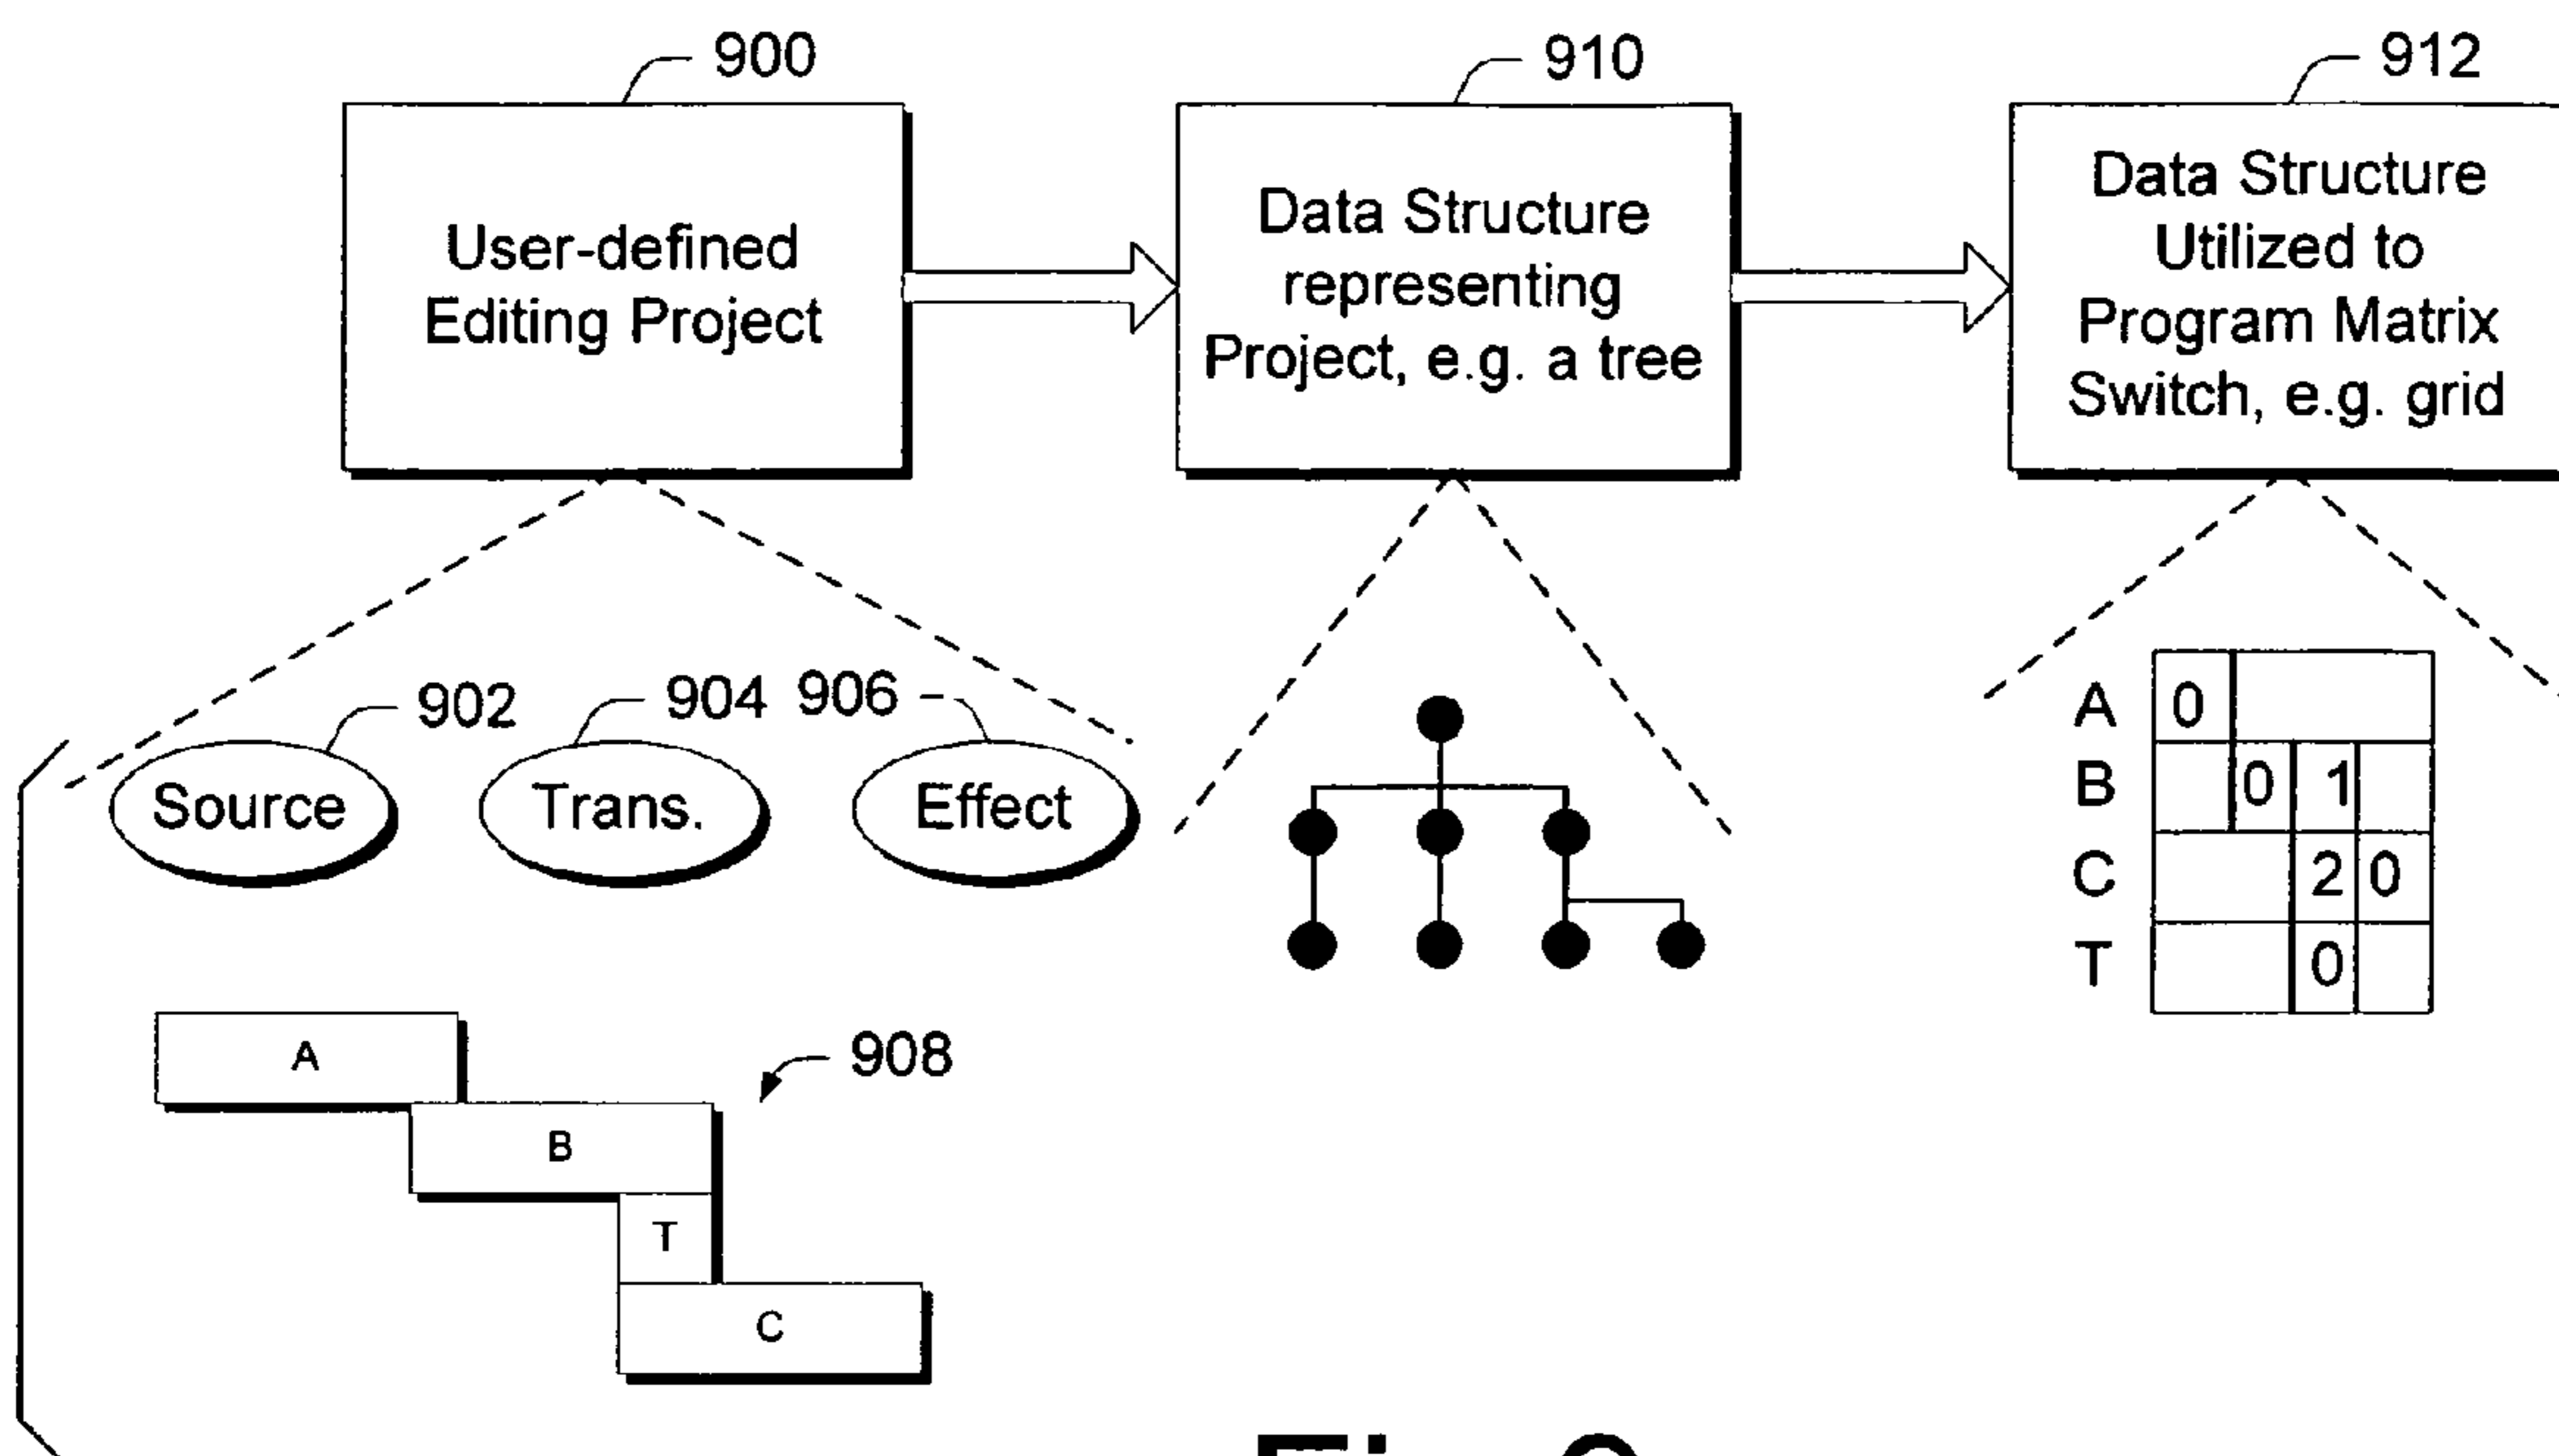 900
910
912
User-defined
Editing Project
Data Structure
representing
Project, e.g. a tree
Data Structure
Utilized to
Program Matrix
Switch, e.g. grid
902
904
906
Source
Trans.
Effect
A
B
T
C
908
A 0
B 0 1
C 2 0
T 0